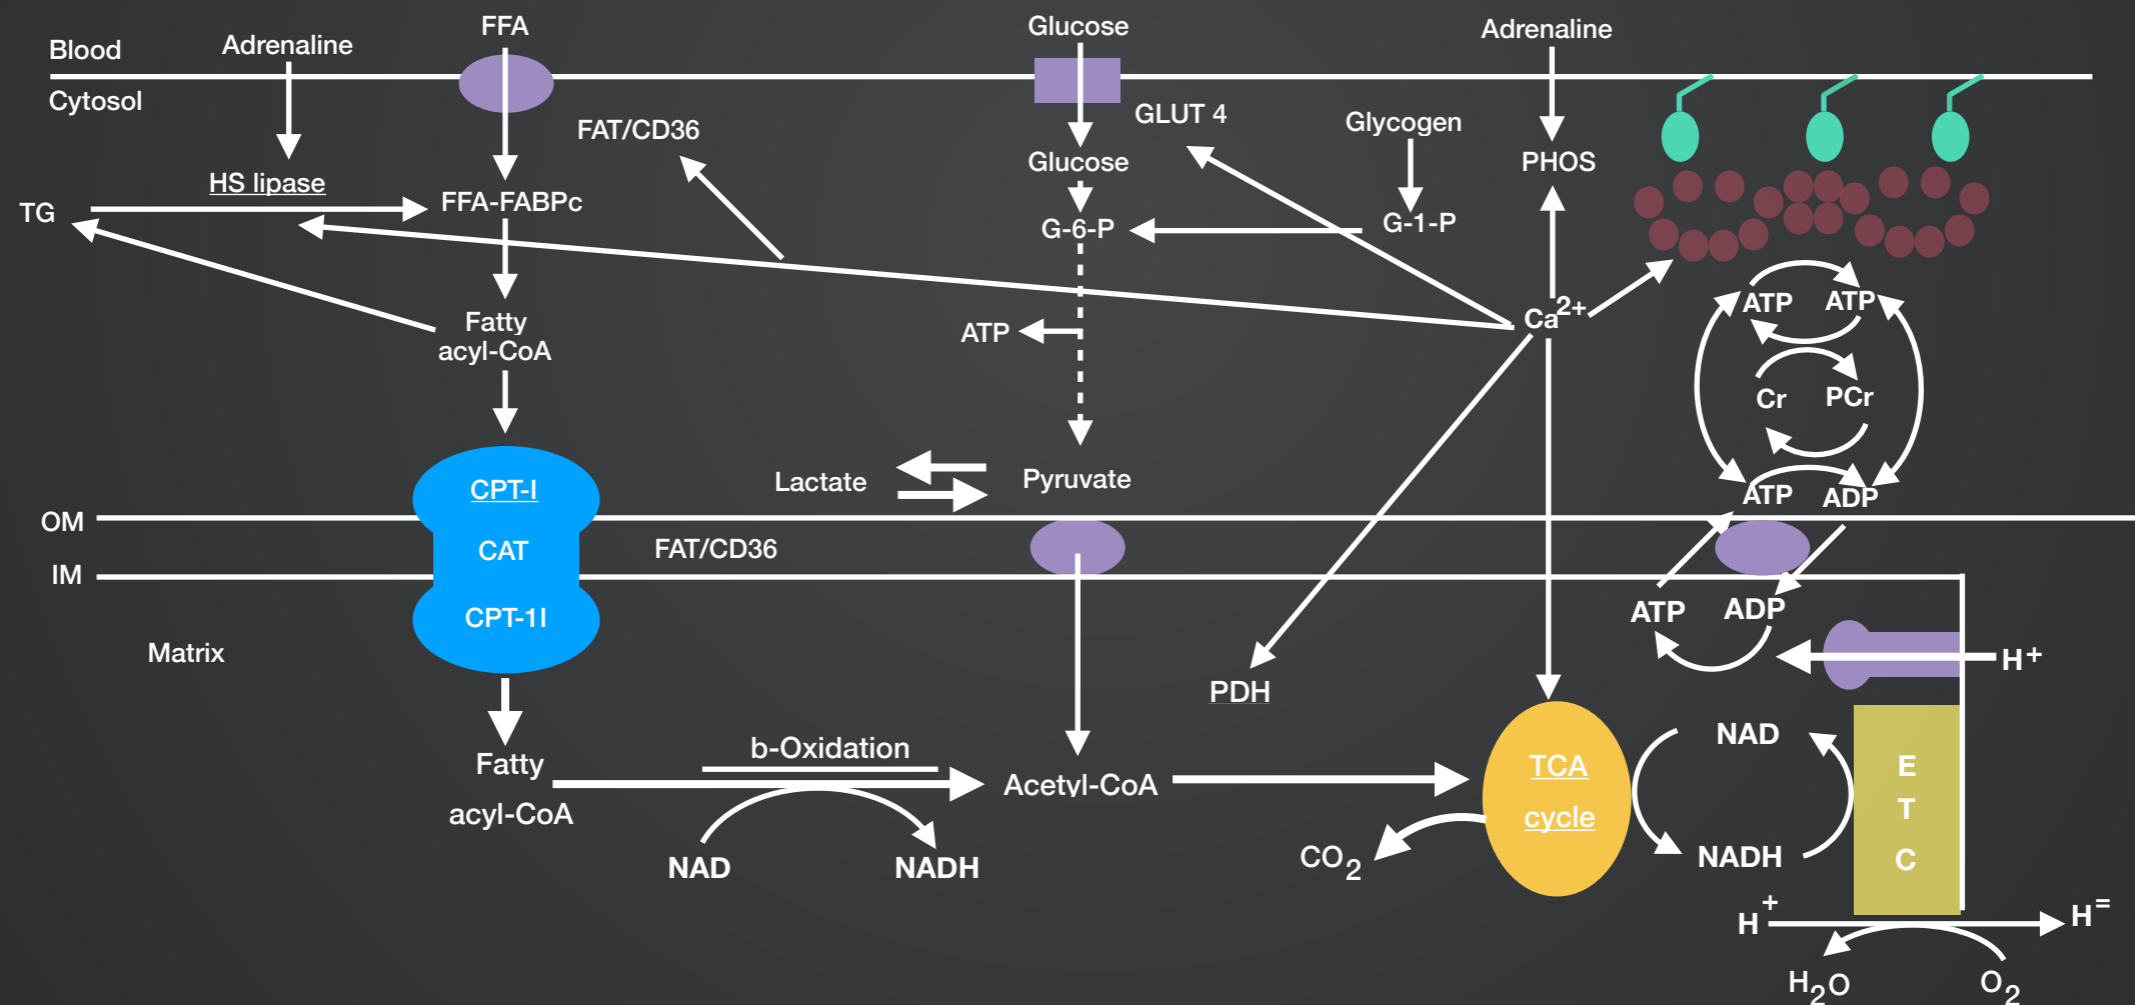 FFA
Glucose
Adrenaline
Blood
Adrenaline
Cytosol
GLUT 4
Glycogen
FAT/CD36
Glucose
PHOS
HS lipase
FFA-FABPc
TG
G-6-P
G-1-P
Ca2+
ATP
ATP
Fatty
acyl-CoA
ATP
Cr
PCr
CPT-I
Lactate
Pyruvate
ATP
ADP
OM
CAT
FAT/CD36
IM
CPT-1I
ATP
ADP
Matrix
H+
PDH
NAD
b-Oxidation
Fatty
acyl-CoA
Acetyl-CoA
TCA
cycle
E
T
C
CO2
NADH
NAD
NADH
H+
H=
H2O
O2